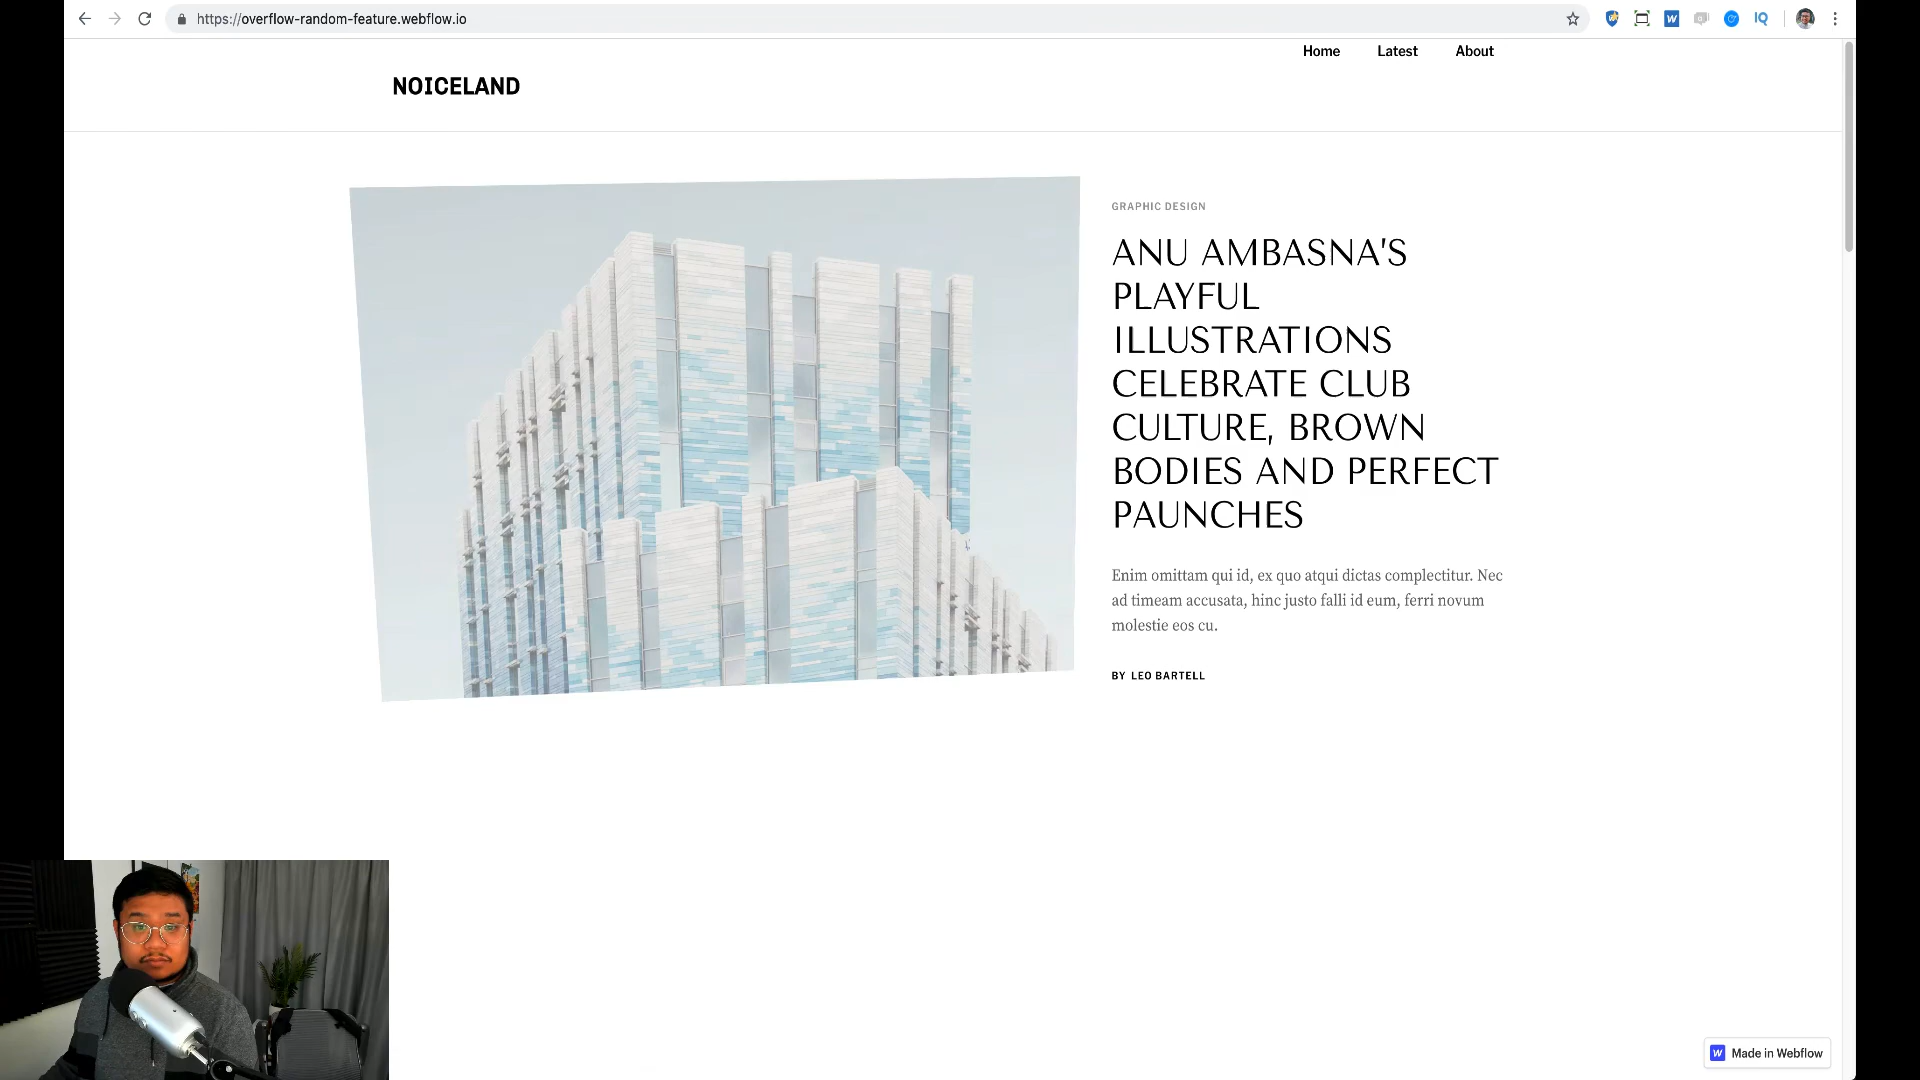 https://overflow-random-feature.webflow.io
W
IQ
Home Latest About
NOICELAND
GRAPHIC DESIGN
ANU AMBASNA'S
PLAYFUL
ILLUSTRATIONS
CELEBRATE CLUB
CULTURE, BROWN
BODIES AND PERFECT
PAUNCHES
Enim omittam qui id, ex quo atqui dictas complectitur. Nec
ad timeam accusata, hinc justo falli id eum, ferri novum
molestie eos cu.
BY LEO BARTELL
W Made in Webflow